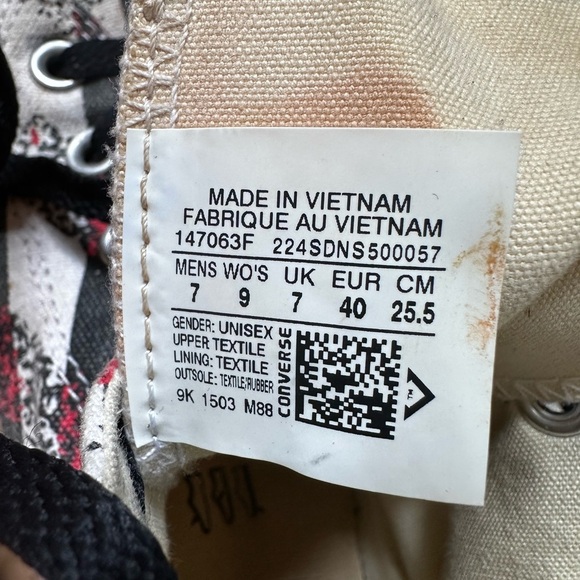 MADE IN VIETNAM
FABRIQUE AU VIETNAM
147063F 224SDNS500057
MENS WO'S UK EUR CM
7 9 7 40 25.5
GENDER: UNISEX
UPPER TEXTILE
LINING: TEXTILE
OUTSOLE: TEXTILE/RUBBER
9K 1503 M88
CONVERSE